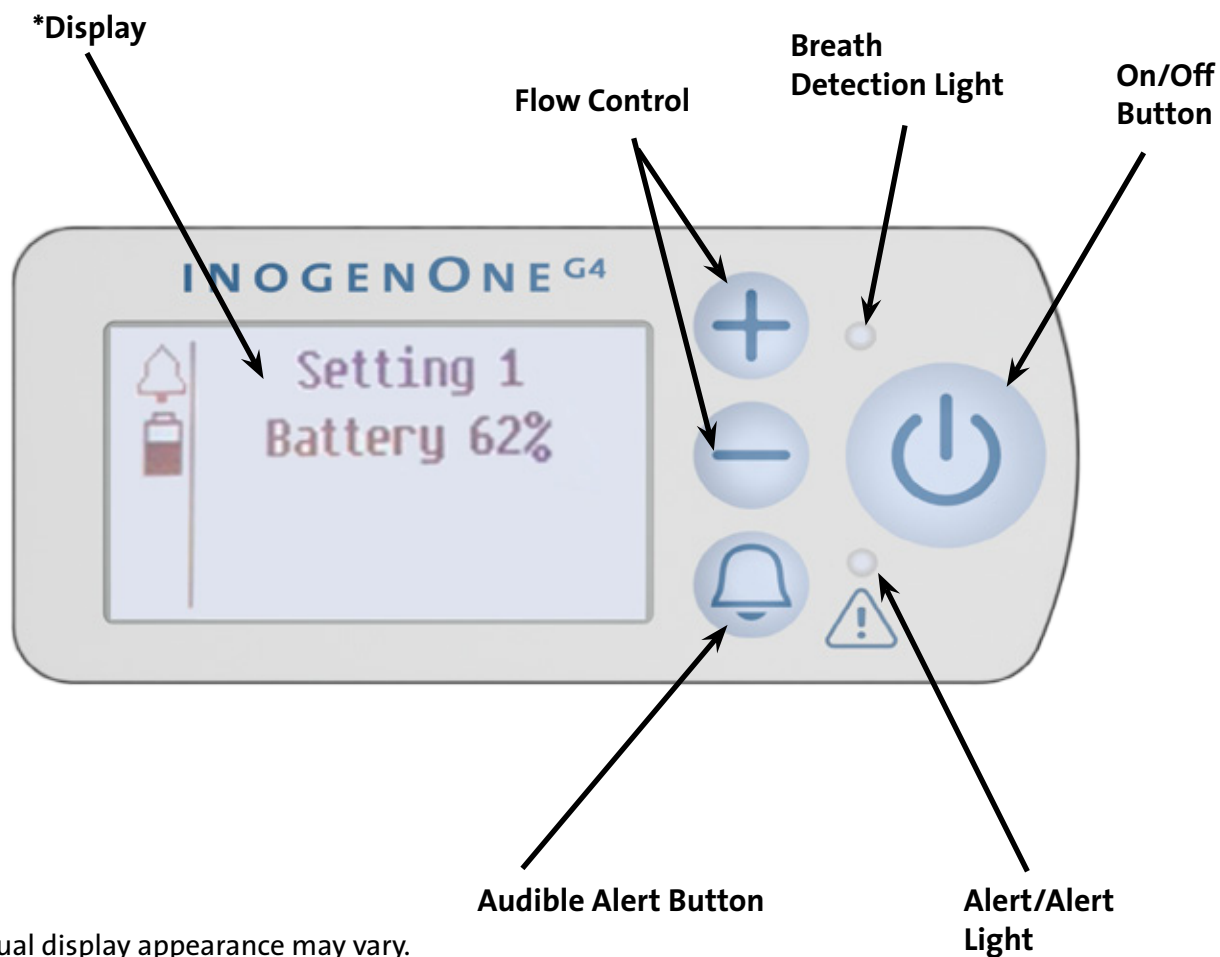 *Display
Breath
Detection Light
On/Off
Button
Flow Control
INOGENONE G4
Setting 1
Battery 62%
Audible Alert Button
Alert/Alert
Light
display appearance may vary.